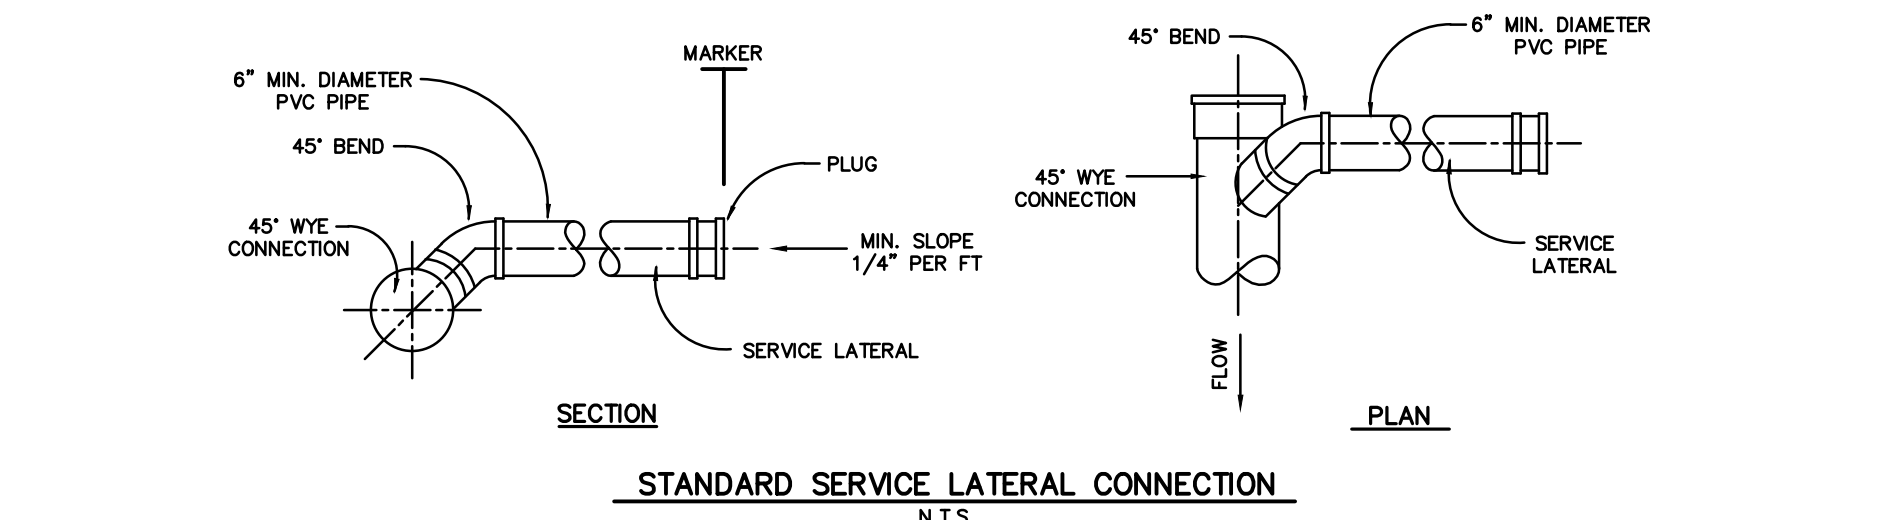 MARKER
6" MIN. DIAMETER
PVC PIPE
45° BEND
45° WYE
CONNECTION
PLUG
MIN. SLOPE
1/4" PER FT
SERVICE LATERAL
SECTION
45° BEND
6" MIN. DIAMETER
PVC PIPE
45° WYE
CONNECTION
SERVICE
LATERAL
FLOW
PLAN
STANDARD SERVICE LATERAL CONNECTION
N.T.S.